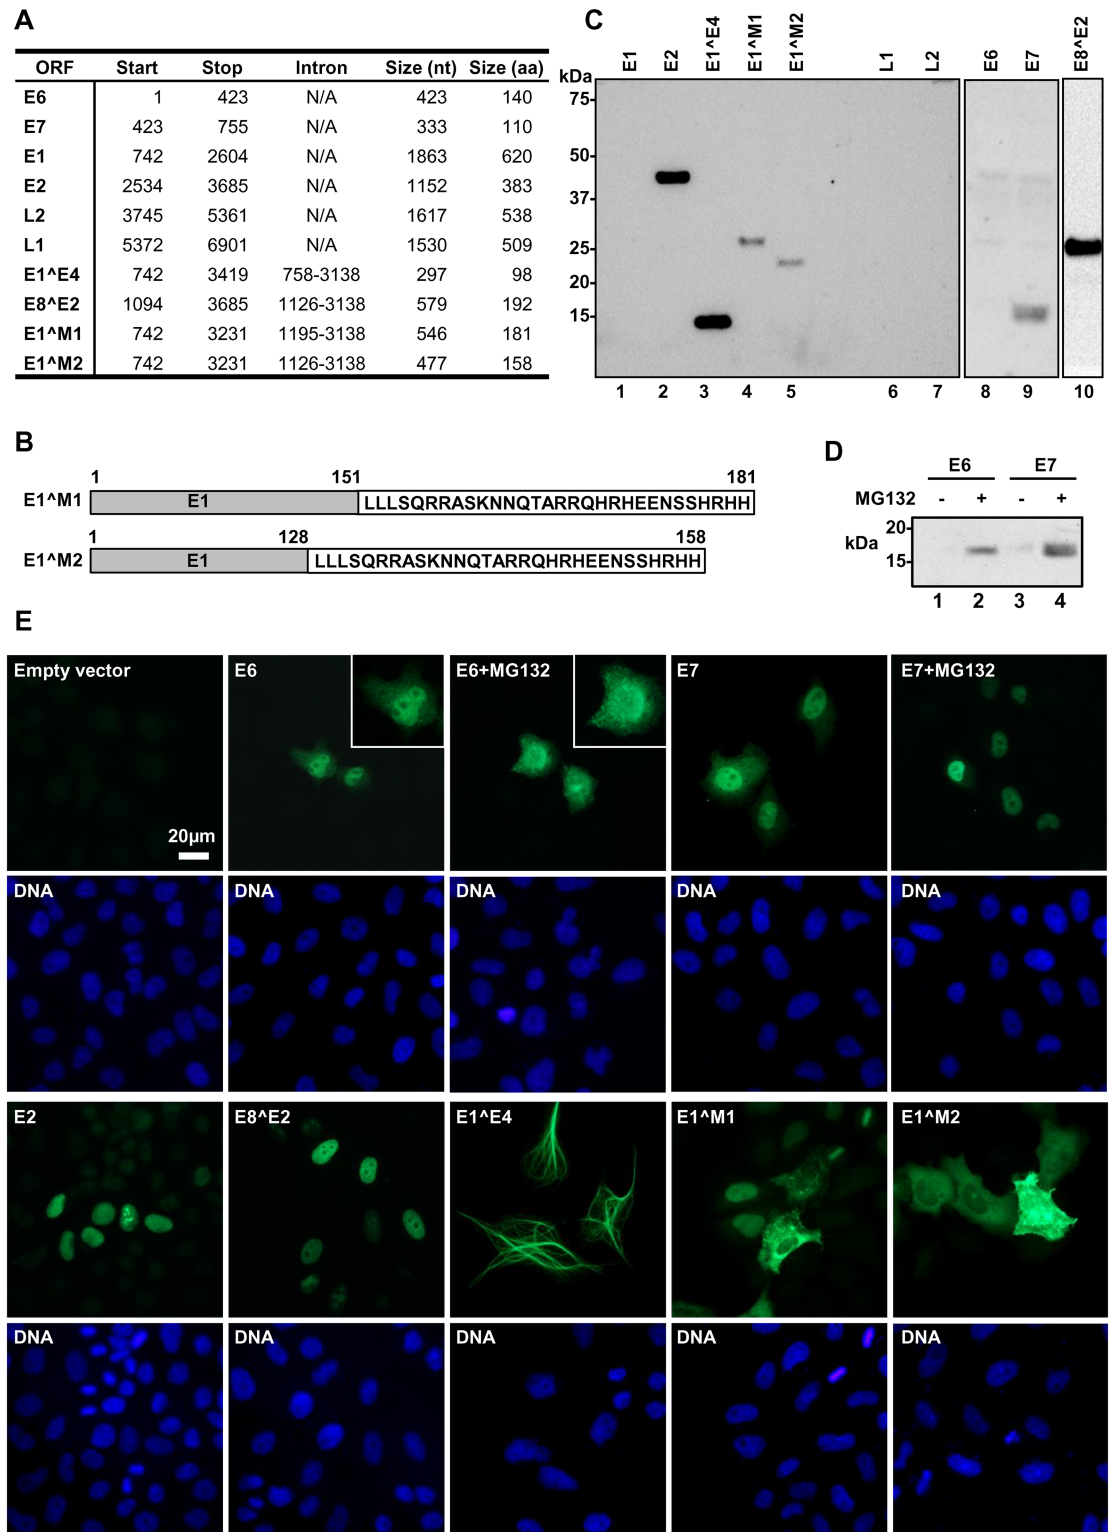 A
ORF Start Stop Intron Size (nt) Size (aa)
E6 1 423 N/A 423 140
E7 423 755 N/A 333 110
E1 742 2604 N/A 1863 620
E2 2534 3685 N/A 1152 383
L2 3745 5361 N/A 1617 538
L1 5372 6901 N/A 1530 509
E1^E4 742 3419 758-3138 297 98
E8^E2 1094 3685 1126-3138 579 192
E1^M1 742 3231 1195-3138 546 181
E1^M2 742 3231 1126-3138 477 158
B
1 151 181
E1^M1 E1 LLLSQRRASKNNQTARRQHRHEENSSHRHH
1 128 158
E1^M2 E1 LLLSQRRASKNNQTARRQHRHEENSSHRHH
C
E1 E2 E1^E4 E1^M1 E1^M2 L1 L2 E6 E7 E8^E2
kDa
75
50
37
25
20
15
1 2 3 4 5 6 7 8 9 10
D
E6 E7
MG132 - + - +
kDa
20
15
1 2 3 4
E
Empty vector E6 E6+MG132 E7 E7+MG132
20µm
DNA DNA DNA DNA DNA
E2 E8^E2 E1^E4 E1^M1 E1^M2
DNA DNA DNA DNA DNA